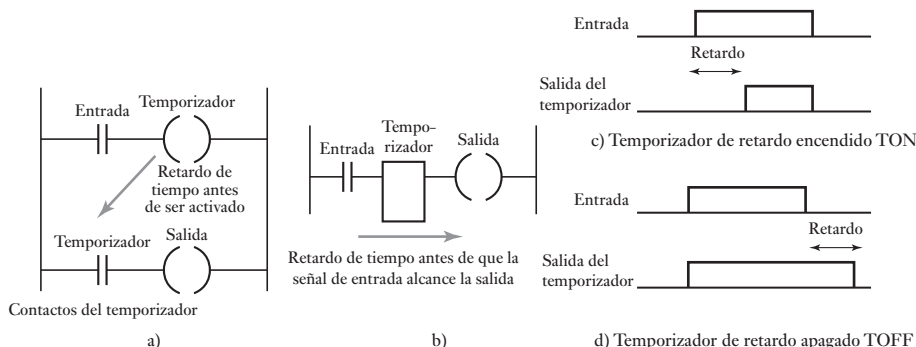 Entrada
Temporizador
Retardo de
tiempo antes
de ser activado
Temporizador
Salida
Contactos del temporizador
a)
Entrada
Tempo-
rizador
Salida
Retardo de tiempo antes de que la
señal de entrada alcance la salida
b)
Entrada
Retardo
Salida del
temporizador
c) Temporizador de retardo encendido TON
Entrada
Retardo
Salida del
temporizador
d) Temporizador de retardo apagado TOFF